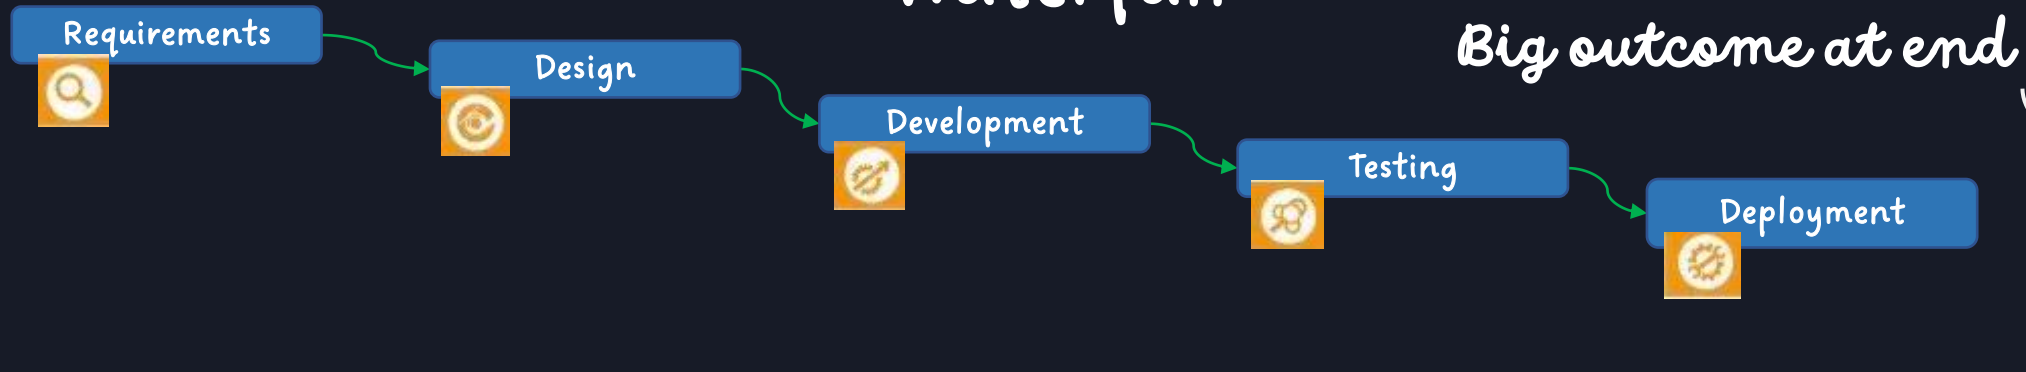 Big outcome at end
Requirements
Design
Development
Testing
Deployment